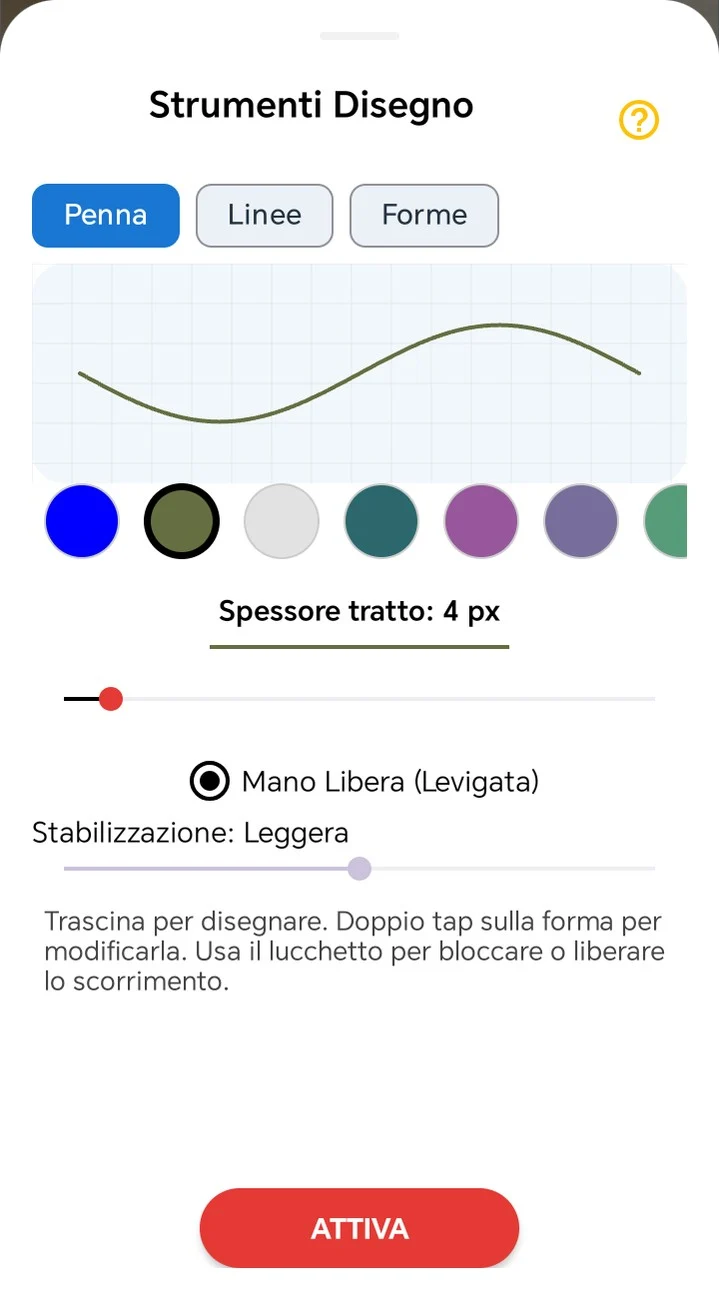 Strumenti Disegno
?
Penna
Linee
Forme
Spessore tratto: 4 px
Mano Libera (Levigata)
Stabilizzazione: Leggera
Trascina per disegnare. Doppio tap sulla forma per
modificarla. Usa il lucchetto per bloccare o liberare
lo scorrimento.
ATTIVA